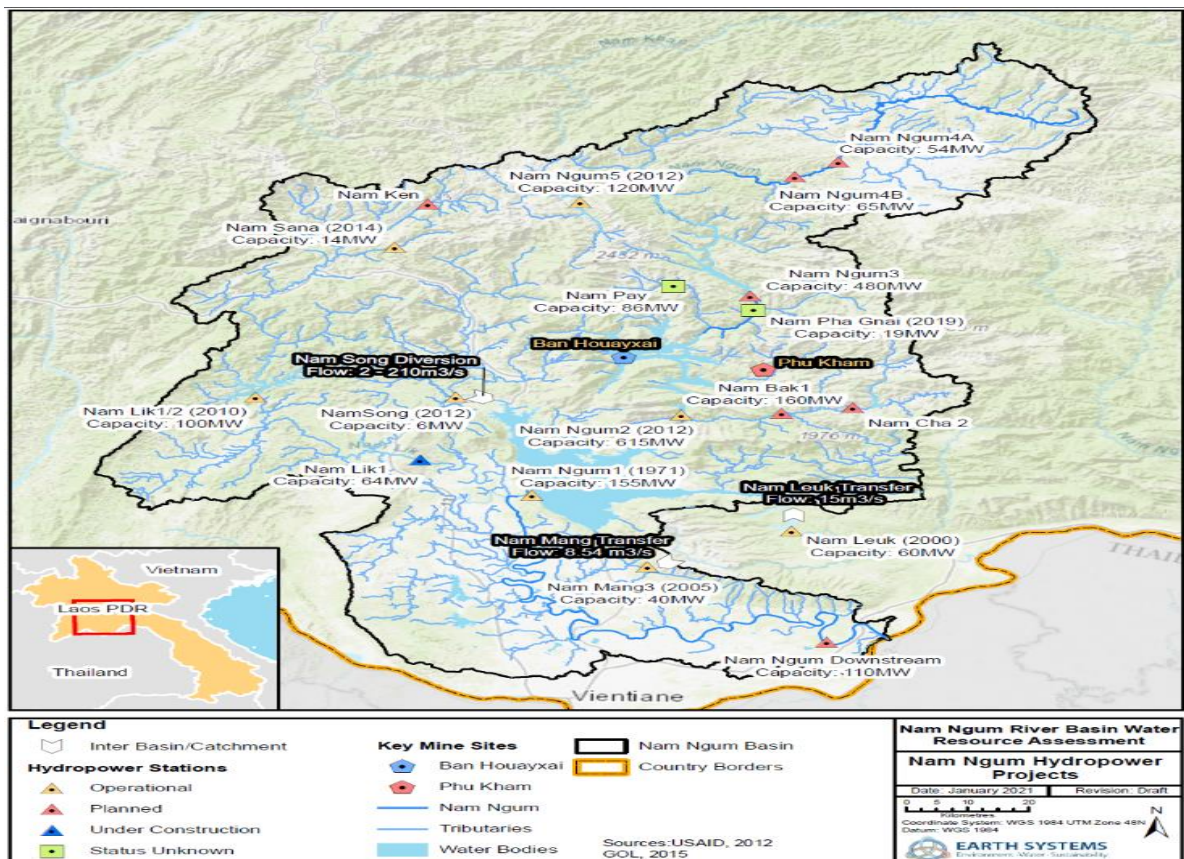 Nam Khan
Nam Ngum4A
Capacity: 54MW
Nam Ngum5 (2012)
Capacity: 120MW
Nam Ngum4B
Capacity: 65MW
Nam Ken
aignabouri
Nam Sana (2014)
Capacity: 14MW
Nam Ngum3
Capacity: 480MW
Nam Pay
Capacity: 86MW
Nam Pha Gnai (2019)
Capacity: 19MW
Ban Houayxai
Phu Kham
Nam Song Diversion
Flow: 2 - 210m3/s
Nam Bak1
Capacity: 160MW
Nam Lik1/2 (2010)
Capacity: 100MW
NamSong (2012)
Capacity: 6MW
Nam Ngum2 (2012)
Capacity: 615MW
Nam Cha 2
1976 m
Nam Lik1
Capacity: 64MW
Nam Ngum1 (1971)
Capacity: 155MW
Nam Leuk Transfer
Flow: 15m3/s
Nam Mang Transfer
Flow: 8.54 m3/s
Nam Leuk (2000)
Capacity: 60MW
Nam Mang3 (2005)
Capacity: 40MW
Nam Ngum Downstream
Capacity: 110MW
Vientiane
Vietnam
Laos PDR
Thailand
Legend
Inter Basin/Catchment
Hydropower Stations
Operational
Planned
Under Construction
Status Unknown
Key Mine Sites
Ban Houayxai
Phu Kham
Nam Ngum
Tributaries
Water Bodies
Nam Ngum Basin
Country Borders
Sources:USAID, 2012
GOL, 2015
Nam Ngum River Basin Water
Resource Assessment
Nam Ngum Hydropower
Projects
Date: January 2021
Revision: Draft
0 5 10 20
Kilometres
Coordinate System: WGS 1984 UTM Zone 48N
Datum: WGS 1984
N
EARTH SYSTEMS
Environment · Water · Sustainability